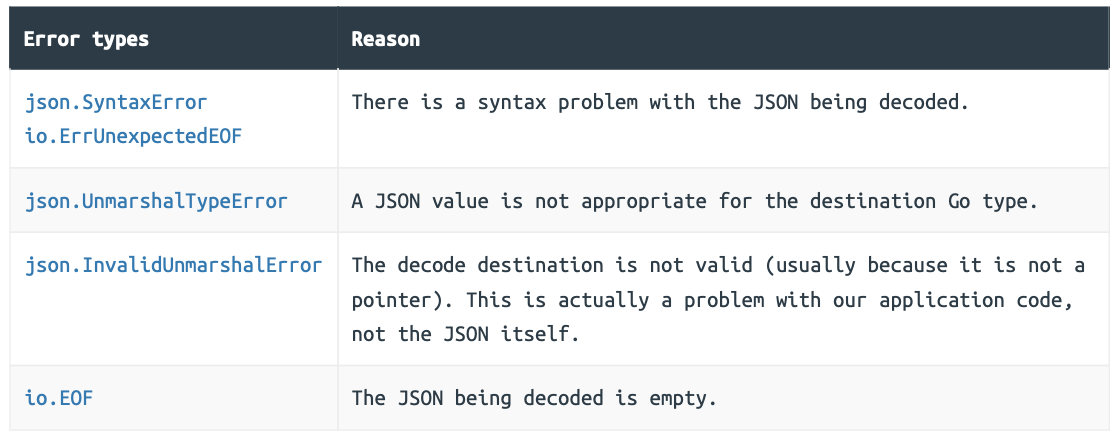 Error types
Reason
json.SyntaxError
io.ErrUnexpectedEOF
There is a syntax problem with the JSON being decoded.
json.UnmarshalTypeError
A JSON value is not appropriate for the destination Go type.
json.InvalidUnmarshalError
The decode destination is not valid (usually because it is not a
pointer). This is actually a problem with our application code,
not the JSON itself.
io.EOF
The JSON being decoded is empty.